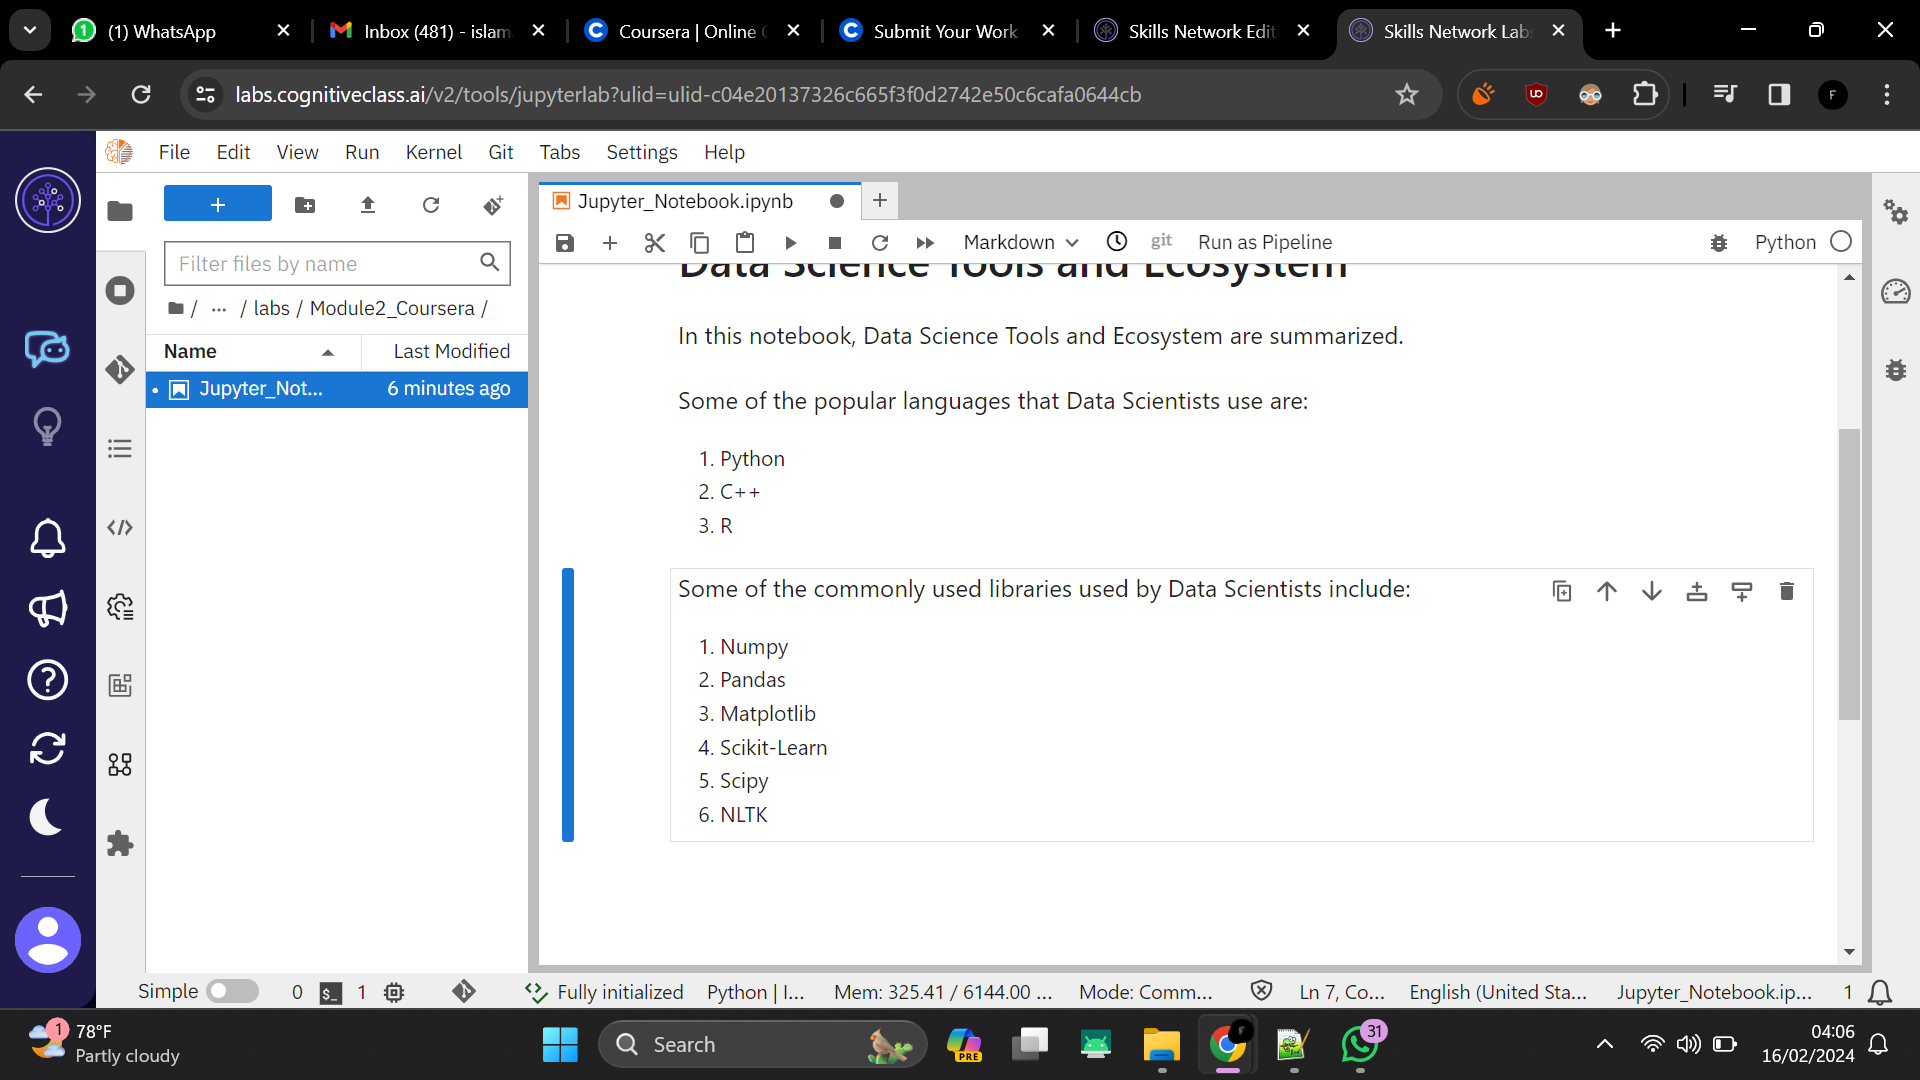 (1) WhatsApp
Inbox (481) - islam
Coursera | Online
Submit Your Work
Skills Network Edit
Skills Network Lab
labs.cognitiveclass.ai/v2/tools/jupyterlab?ulid=ulid-c04e20137326c665f3f0d2742e50c6cafa0644cb
F
File Edit View Run Kernel Git Tabs Settings Help
Jupyter_Notebook.ipynb
Filter files by name
Markdown
git
Run as Pipeline
Python
/ ... / labs / Module2_Coursera /
Name
Last Modified
Jupyter_Not...
6 minutes ago
Data Science Tools and Ecosystem
In this notebook, Data Science Tools and Ecosystem are summarized.
Some of the popular languages that Data Scientists use are:
1. Python
2. C++
3. R
Some of the commonly used libraries used by Data Scientists include:
1. Numpy
2. Pandas
3. Matplotlib
4. Scikit-Learn
5. Scipy
6. NLTK
Simple
0
$_
1
Fully initialized
Python | I...
Mem: 325.41 / 6144.00 ...
Mode: Comm...
Ln 7, Co...
English (United Sta...
Jupyter_Notebook.ip...
1
1
78°F
Partly cloudy
Search
PRE
31
04:06
16/02/2024